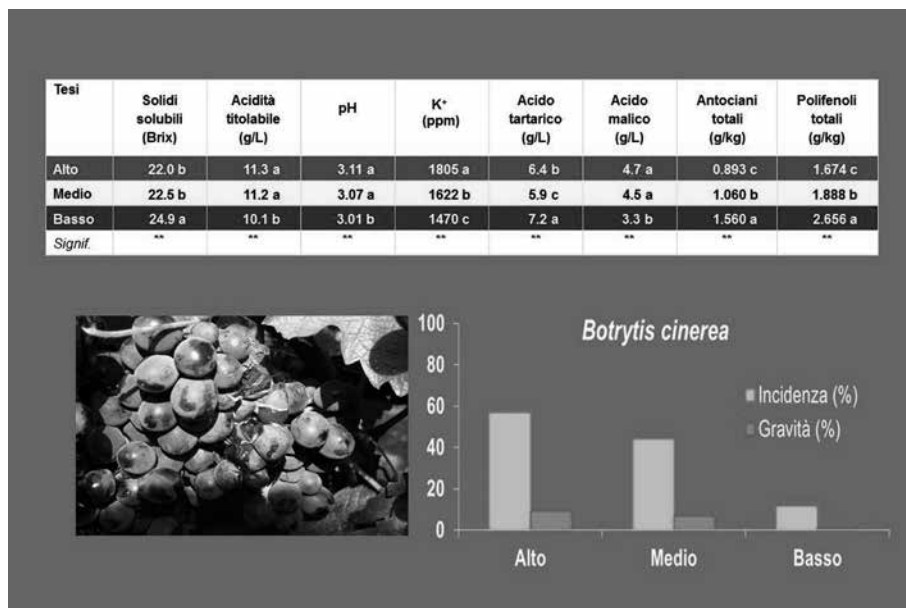 Tesi
Solidi solubili (Brix)
Acidità titolabile (g/L)
pH
K⁺ (ppm)
Acido tartarico (g/L)
Acido malico (g/L)
Antociani totali (g/kg)
Polifenoli totali (g/kg)
Alto 22.0 b 11.3 a 3.11 a 1805 a 6.4 b 4.7 a 0.893 c 1.674 c
Medio 22.5 b 11.2 a 3.07 a 1622 b 5.9 c 4.5 a 1.060 b 1.888 b
Basso 24.9 a 10.1 b 3.01 b 1470 c 7.2 a 3.3 b 1.560 a 2.656 a
Signif. ** ** ** ** ** ** ** **
Botrytis cinerea
100
80
60
40
20
0
Incidenza (%)
Gravità (%)
Alto Medio Basso